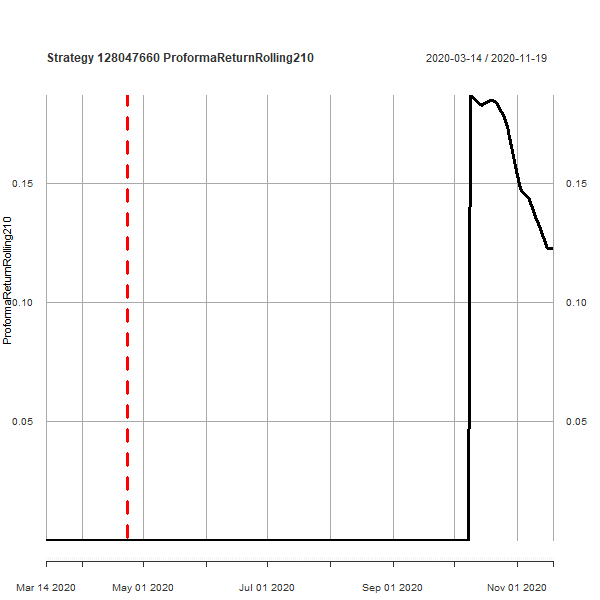 Strategy 128047660 ProformaReturnRolling210
2020-03-14 / 2020-11-19
ProformaReturnRolling210
0.15
0.10
0.05
0.15
0.10
0.05
Mar 14 2020
May 01 2020
Jul 01 2020
Sep 01 2020
Nov 01 2020